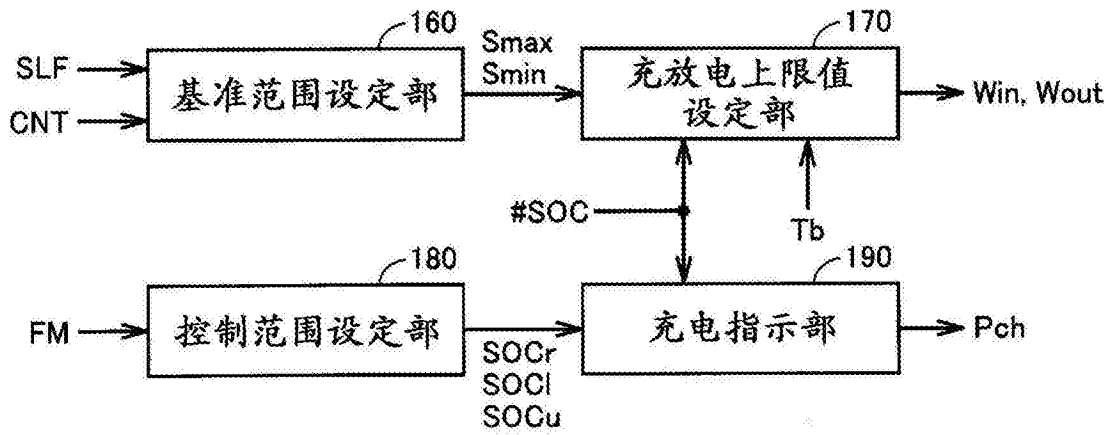 160
SLF
CNT
基准范围设定部
Smax
Smin
170
充放电上限值
设定部
Win, Wout
#SOC
Tb
180
FM
控制范围设定部
SOCr
SOCl
SOCu
190
充电指示部
Pch